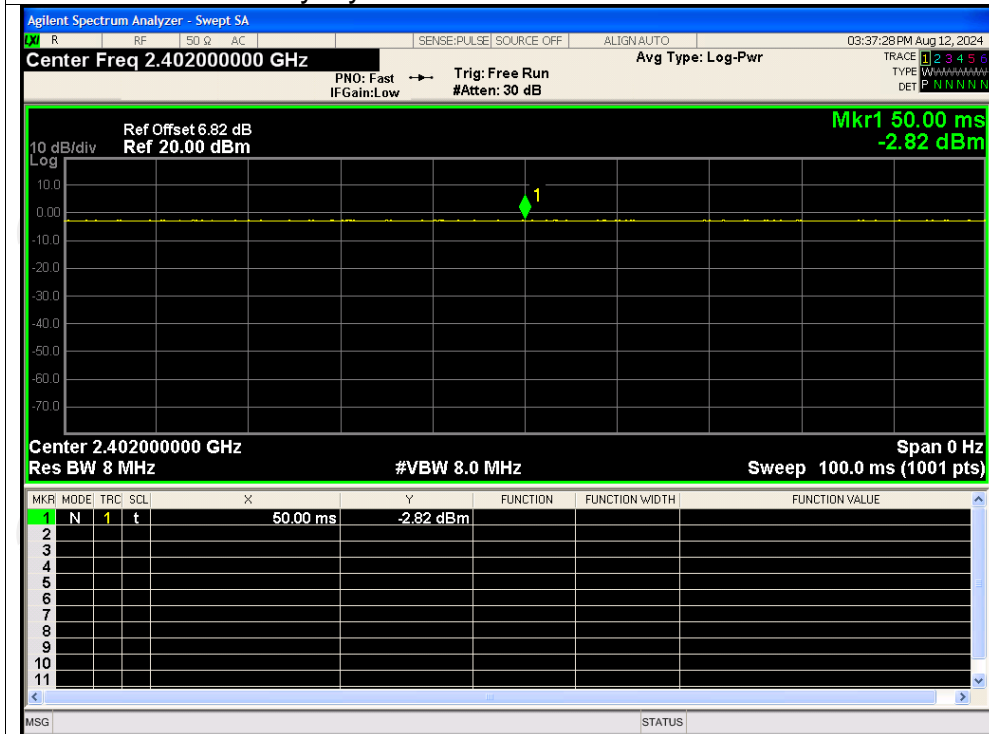 Agilent Spectrum Analyzer - Swept SA
LXI R RF 50 Ω AC SENSE:PULSE SOURCE OFF ALIGN AUTO 03:37:28 PM Aug 12, 2024
Center Freq 2.402000000 GHz
PNO: Fast
IFGain:Low
Trig: Free Run
#Atten: 30 dB
Avg Type: Log-Pwr
TRACE 1 2 3 4 5 6
TYPE W
DET P N N N N N
Mkr1 50.00 ms
-2.82 dBm
Ref Offset 6.82 dB
10 dB/div Ref 20.00 dBm
Log
1
10.0
0.00
-10.0
-20.0
-30.0
-40.0
-50.0
-60.0
-70.0
Center 2.402000000 GHz Span 0 Hz
Res BW 8 MHz #VBW 8.0 MHz Sweep 100.0 ms (1001 pts)
MKR MODE TRC SCL X Y FUNCTION FUNCTION WIDTH FUNCTION VALUE
1 N 1 t 50.00 ms -2.82 dBm
2
3
4
5
6
7
8
9
10
11
MSG STATUS